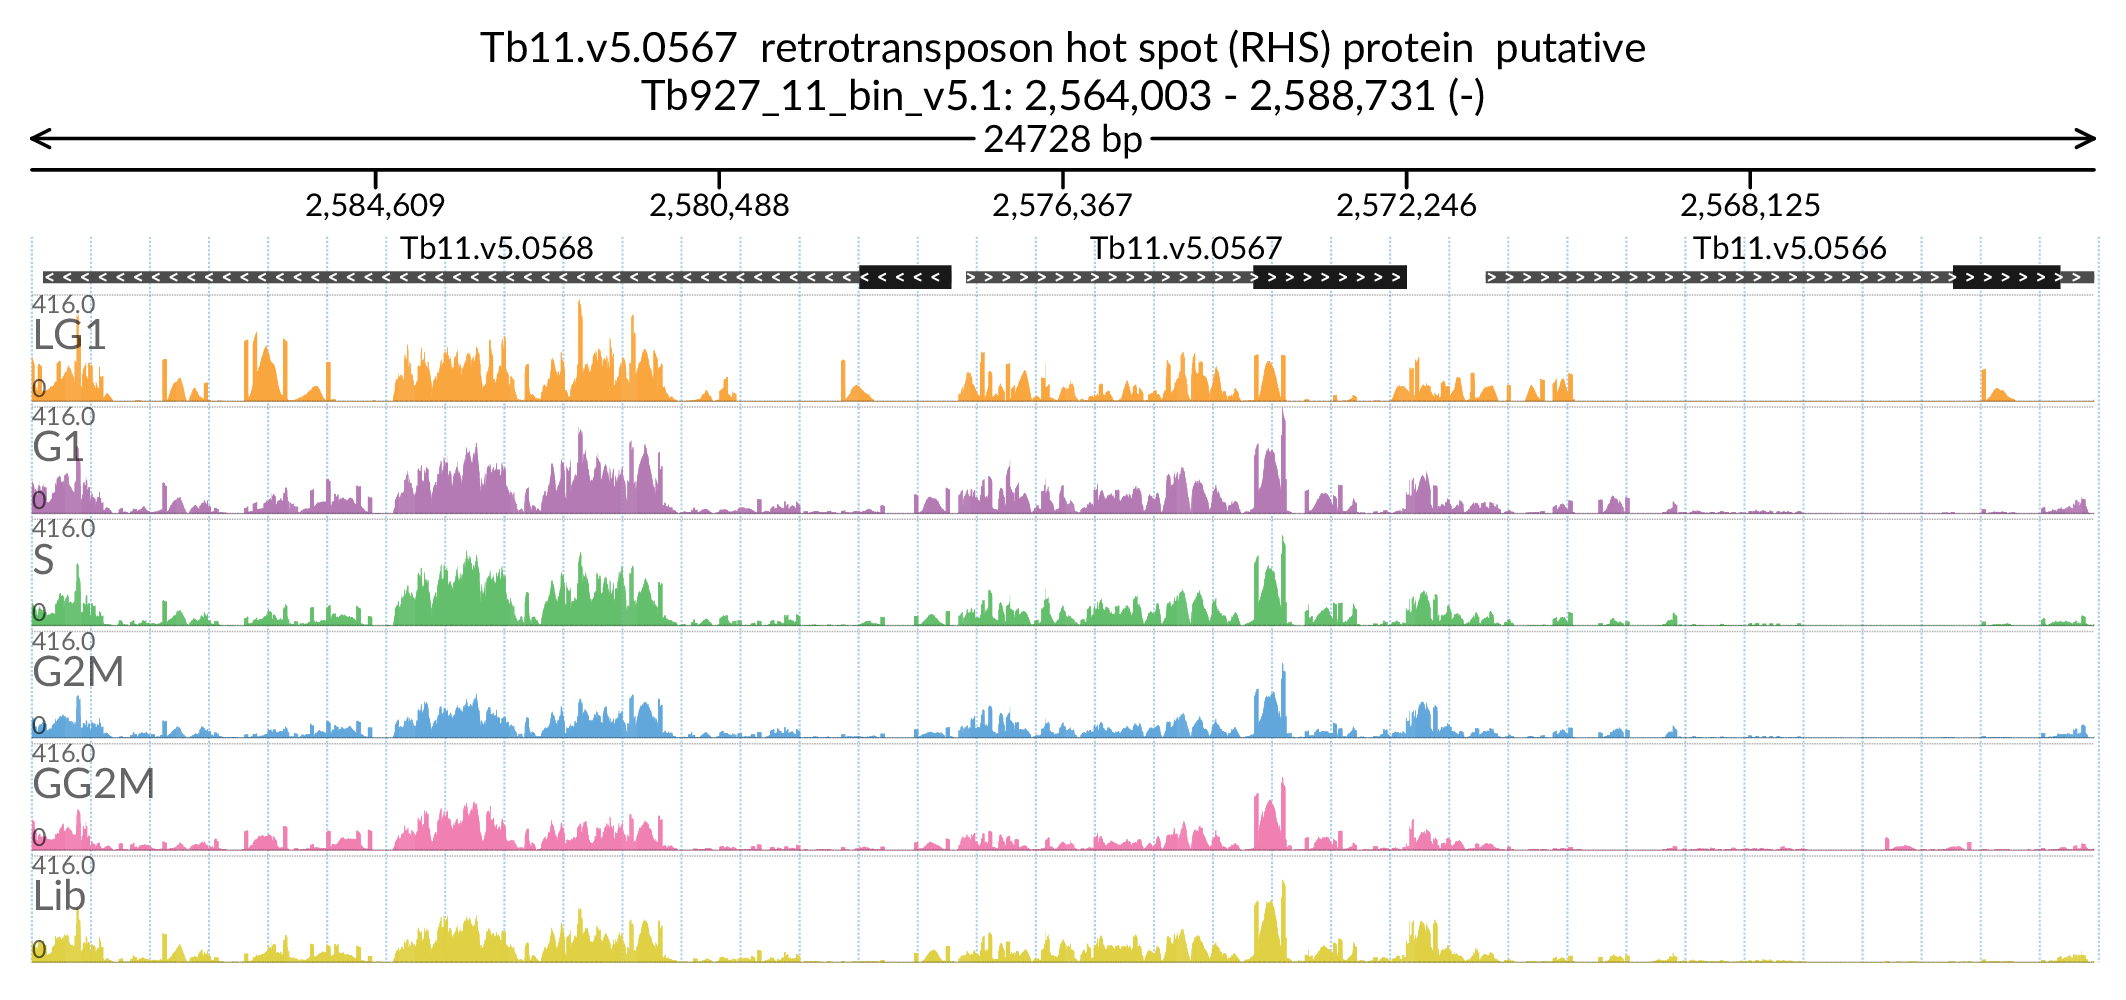 Tb11.v5.0567  retrotransposon hot spot (RHS) protein  putative
Tb927_11_bin_v5.1: 2,564,003 - 2,588,731 (-)
24728 bp
2,584,609 2,580,488 2,576,367 2,572,246 2,568,125
Tb11.v5.0568 Tb11.v5.0567 Tb11.v5.0566
416.0
LG1
0
416.0
G1
0
416.0
S
0
416.0
G2M
0
416.0
GG2M
0
416.0
Lib
0